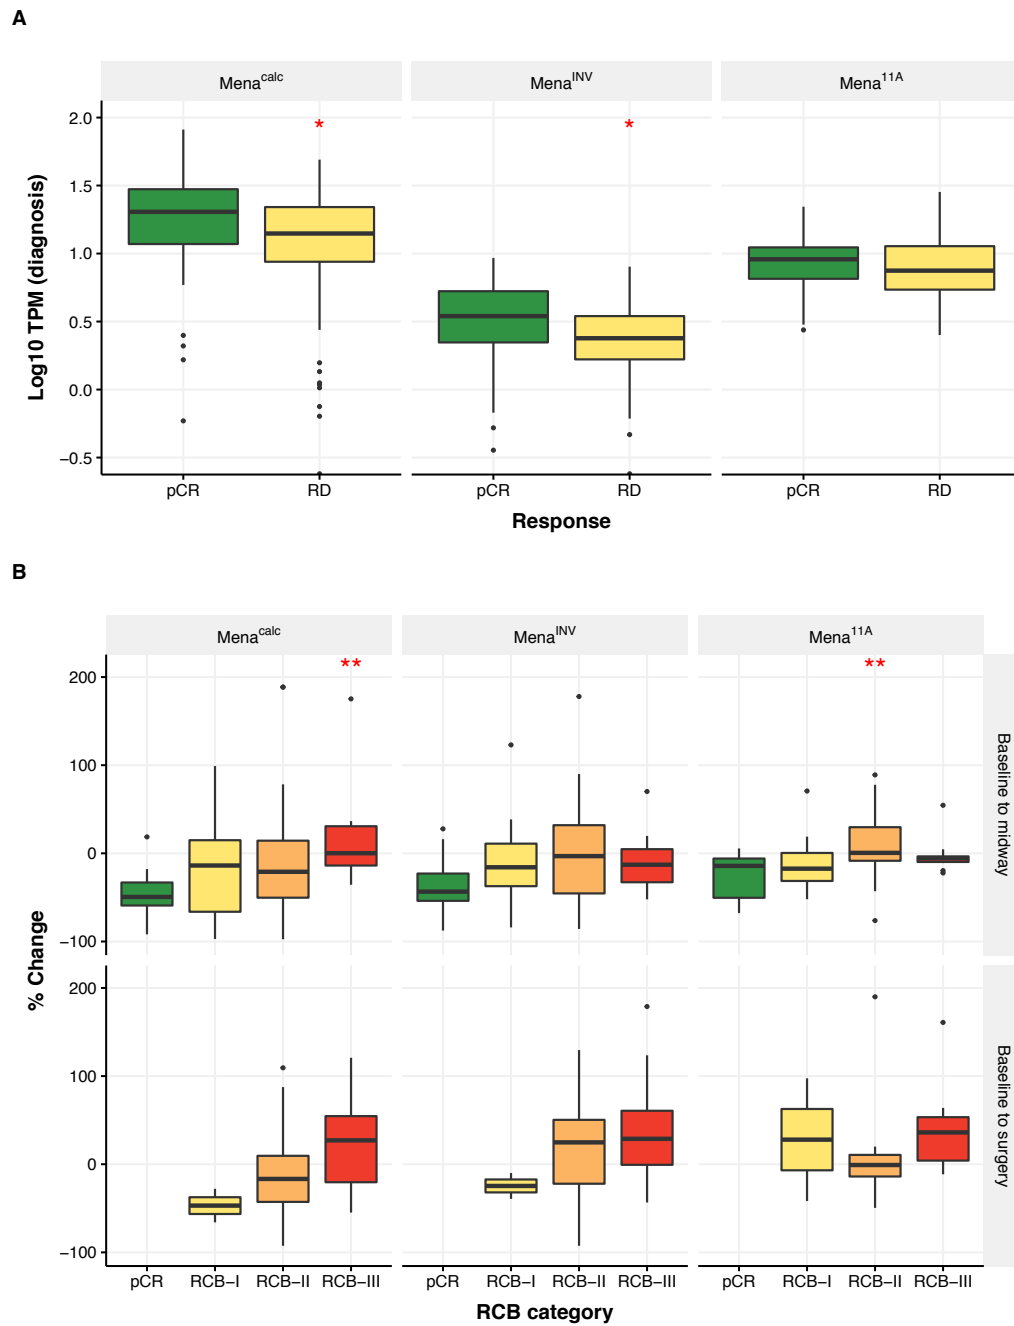 A
Mena^calc Mena^INV Mena^11A
* *
2.0
1.5
1.0
0.5
0.0
−0.5
Log10 TPM (diagnosis)
pCR RD pCR RD pCR RD
Response
B
Mena^calc Mena^INV Mena^11A
** **
200
100
0
−100
Baseline to midway
% Change
200
100
0
−100
Baseline to surgery
pCR RCB−I RCB−II RCB−III pCR RCB−I RCB−II RCB−III pCR RCB−I RCB−II RCB−III
RCB category